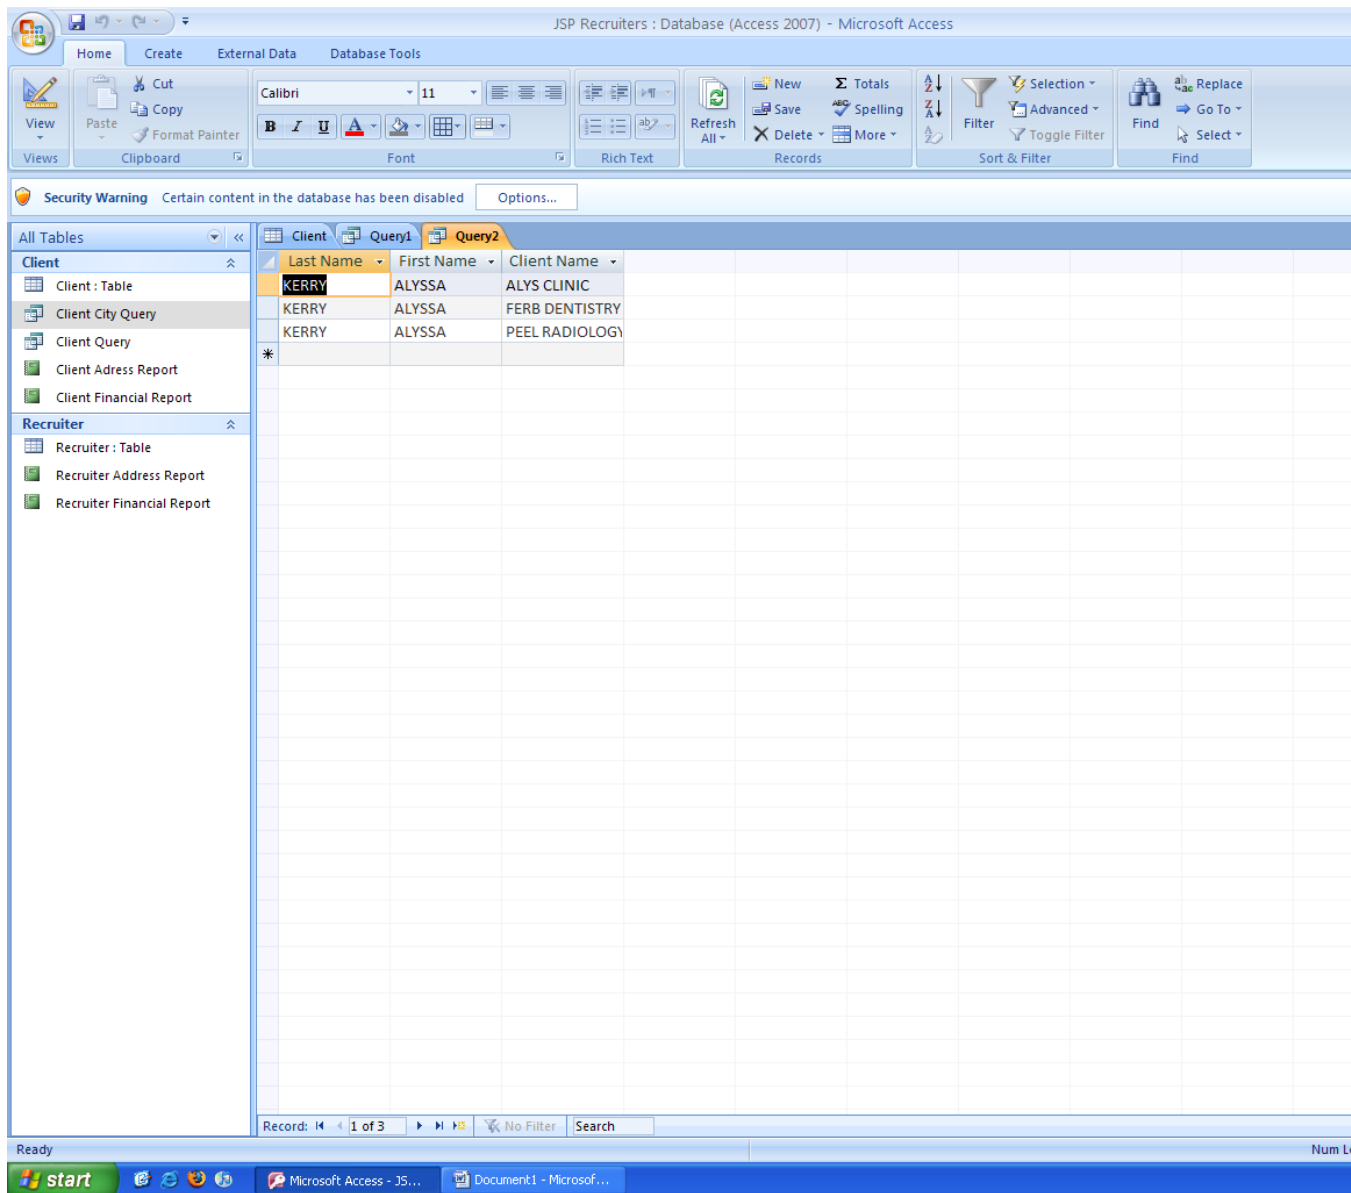 JSP Recruiters : Database (Access 2007) - Microsoft Access
Home Create External Data Database Tools
View
Views
Paste
Cut
Copy
Format Painter
Clipboard
Calibri 11
B I U A
Font
Rich Text
Refresh All
New
Save
Delete
Σ Totals
Spelling
More
Records
Filter
Selection
Advanced
Toggle Filter
Sort & Filter
Find
Replace
Go To
Select
Find
Security Warning Certain content in the database has been disabled Options...
All Tables
Client
Client : Table
Client City Query
Client Query
Client Adress Report
Client Financial Report
Recruiter
Recruiter : Table
Recruiter Address Report
Recruiter Financial Report
Client Query1 Query2
Last Name First Name Client Name
KERRY ALYSSA ALYS CLINIC
KERRY ALYSSA FERB DENTISTRY
KERRY ALYSSA PEEL RADIOLOGY
Record: 1 of 3 No Filter Search
Ready Num L
start Microsoft Access - JS... Document1 - Microsof...